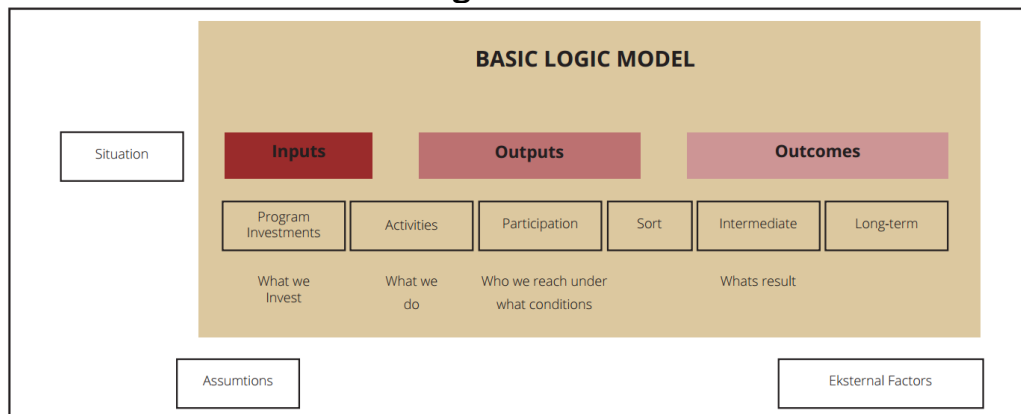 BASIC LOGIC MODEL
Situation
Inputs
Outputs
Outcomes
Program
Investments
Activities
Participation
Sort
Intermediate
Long-term
What we
Invest
What we
do
Who we reach under
what conditions
Whats result
Assumtions
Eksternal Factors